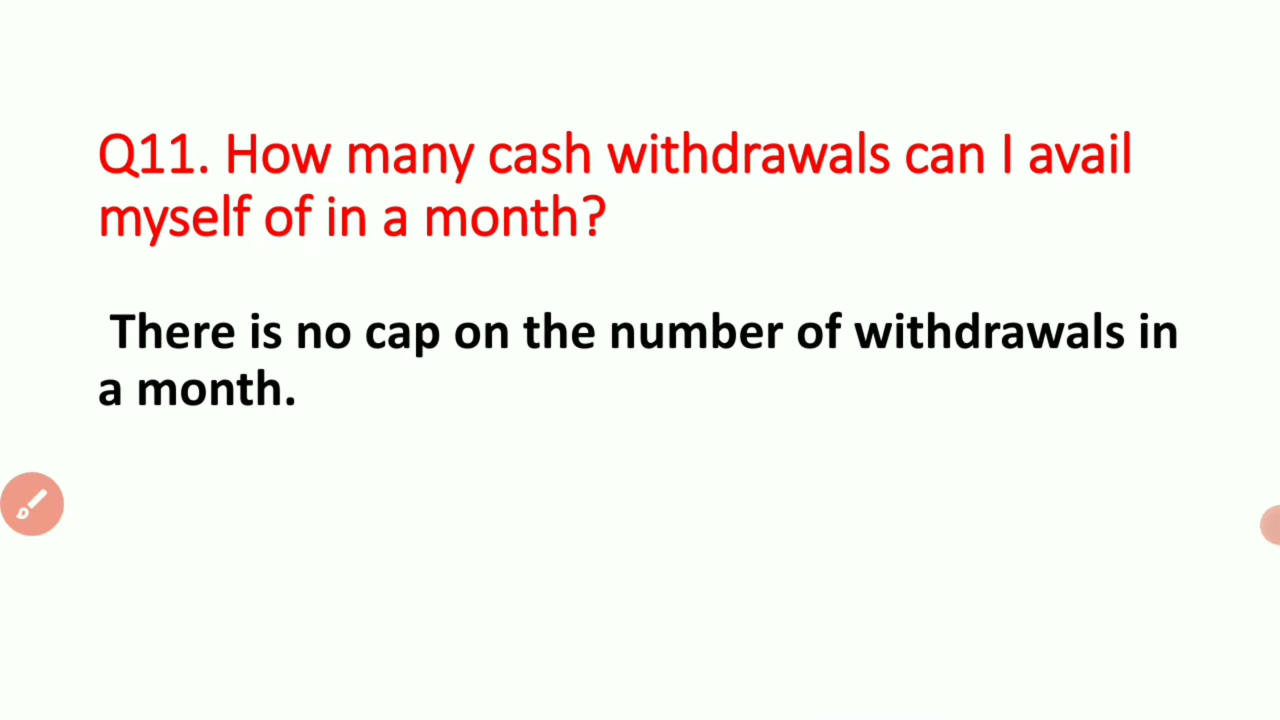 Q11. How many cash withdrawals can I avail
myself of in a month?
There is no cap on the number of withdrawals in
a month.